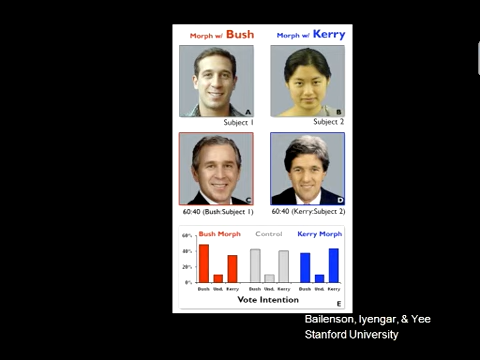 Morph w/ Bush Morph w/ Kerry
A B
Subject 1 Subject 2
C D
60:40 (Bush:Subject 1) 60:40 (Kerry:Subject 2)
Bush Morph Control Kerry Morph
60%
40%
20%
0%
Bush Und. Kerry Bush Und. Kerry Bush Und. Kerry
Vote Intention E
Bailenson, Iyengar, & Yee
Stanford University